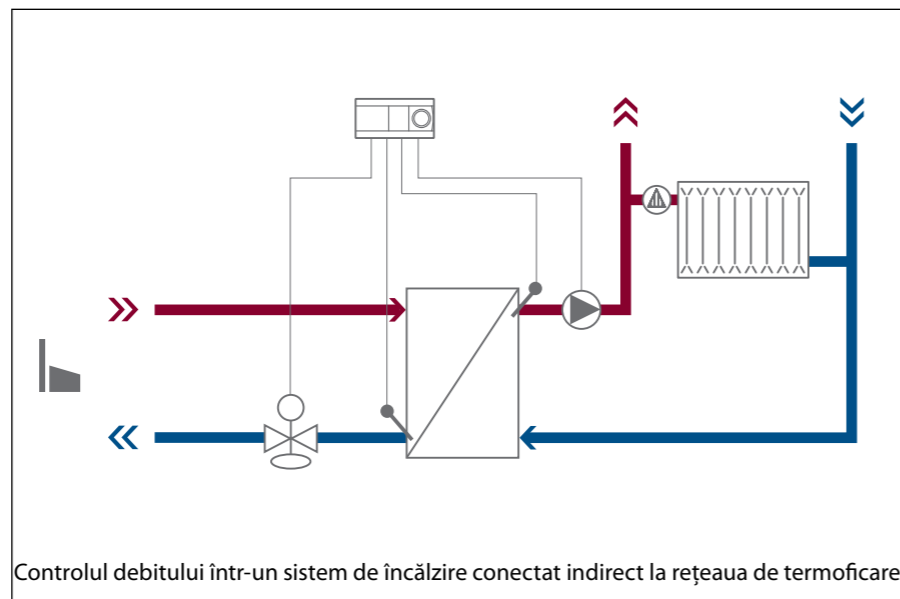 Controlul debitului într-un sistem de încălzire conectat indirect la rețeaua de termoficare